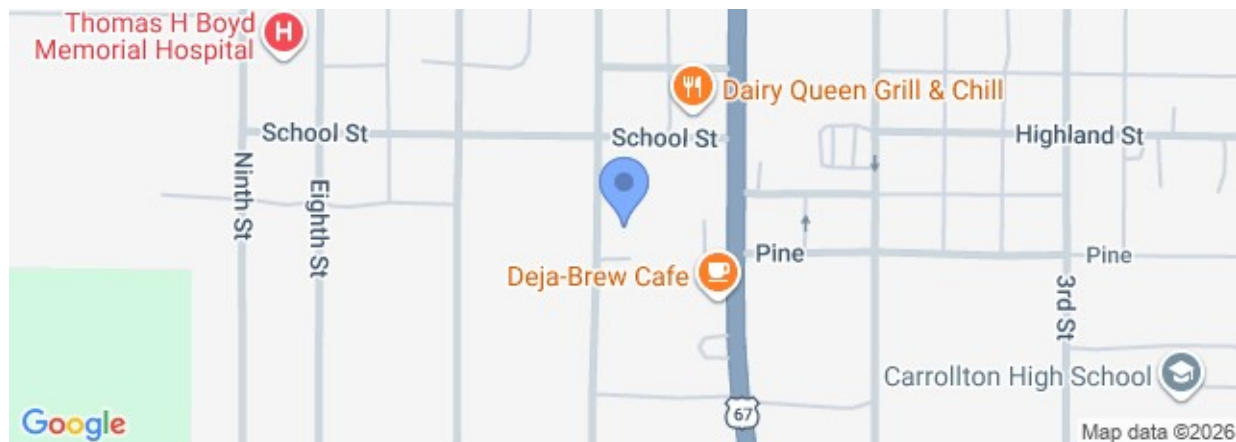 Thomas H Boyd
Memorial Hospital
H
Dairy Queen Grill & Chill
School St
School St
Highland St
Ninth St
Eighth St
Pine
Pine
Deja-Brew Cafe
3rd St
Carrollton High School
67
Google
Map data ©2026